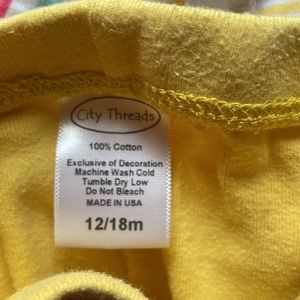 City Threads
100% Cotton
Exclusive of Decoration
Machine Wash Cold
Tumble Dry Low
Do Not Bleach
MADE IN USA
12/18m